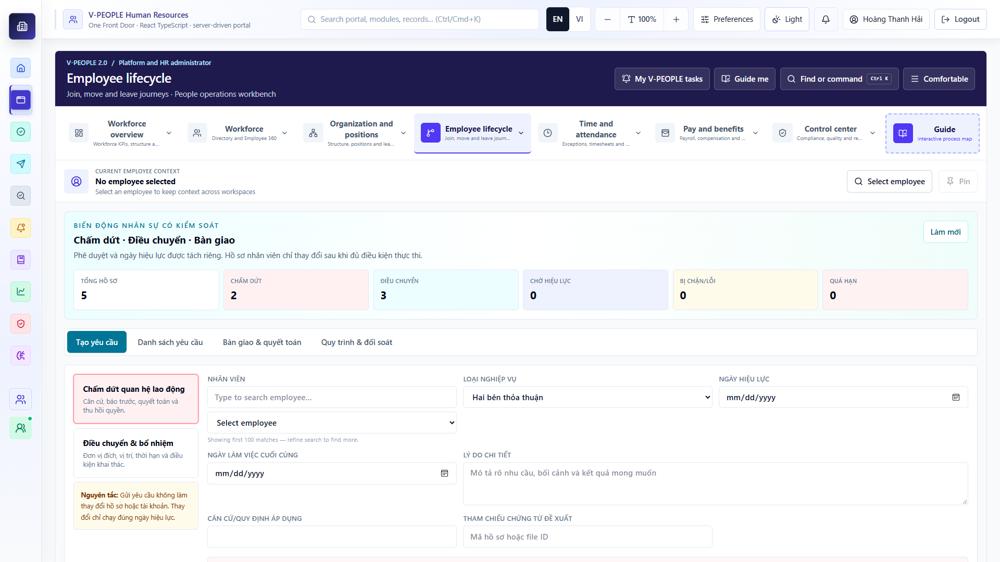 V-PEOPLE Human Resources
One Front Door · React TypeScript · server-driven portal
Search portal, modules, records... (Ctrl/Cmd+K)
EN
VI
100%
Preferences
Light
Hoàng Thanh Hải
Logout
V-PEOPLE 2.0 / Platform and HR administrator
Employee lifecycle
Join, move and leave journeys · People operations workbench
My V-PEOPLE tasks
Guide me
Find or command
Ctrl K
Comfortable
Workforce overview
Workforce KPIs, structure a...
Workforce
Directory and Employee 360
Organization and positions
Structure, positions and lea...
Employee lifecycle
Join, move and leave journ...
Time and attendance
Exceptions, timesheets and ...
Pay and benefits
Payroll, compensation and ...
Control center
Compliance, quality and re...
Guide
Interactive process map
CURRENT EMPLOYEE CONTEXT
No employee selected
Select an employee to keep context across workspaces
Select employee
Pin
BIẾN ĐỘNG NHÂN SỰ CÓ KIỂM SOÁT
Chấm dứt · Điều chuyển · Bàn giao
Phê duyệt và ngày hiệu lực được tách riêng. Hồ sơ nhân viên chỉ thay đổi sau khi đủ điều kiện thực thi.
Làm mới
TỔNG HỒ SƠ
5
CHẤM DỨT
2
ĐIỀU CHUYỂN
3
CHỜ HIỆU LỰC
0
BỊ CHẶN/LỖI
0
QUÁ HẠN
0
Tạo yêu cầu
Danh sách yêu cầu
Bàn giao & quyết toán
Quy trình & đối soát
Chấm dứt quan hệ lao động
Căn cứ, báo trước, quyết toán và
thu hồi quyền.
Điều chuyển & bổ nhiệm
Đơn vị đích, vị trí, thời hạn và điều
kiện khai thác.
Nguyên tắc: Gửi yêu cầu không làm
thay đổi hồ sơ hoặc tài khoản. Thay
đổi chỉ chạy đúng ngày hiệu lực.
NHÂN VIÊN
Type to search employee...
Select employee
Showing first 100 matches — refine search to find more.
LOẠI NGHIỆP VỤ
Hai bên thỏa thuận
NGÀY HIỆU LỰC
mm/dd/yyyy
NGÀY LÀM VIỆC CUỐI CÙNG
mm/dd/yyyy
LÝ DO CHI TIẾT
Mô tả rõ nhu cầu, bối cảnh và kết quả mong muốn
CĂN CỨ/QUY ĐỊNH ÁP DỤNG
THAM CHIẾU CHỨNG TỪ ĐỀ XUẤT
Mã hồ sơ hoặc file ID